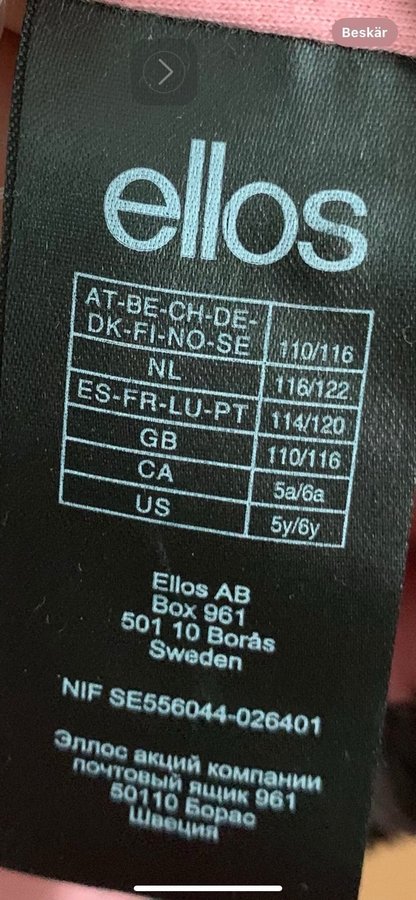 Beskär
ellos
AT-BE-CH-DE-
DK-FI-NO-SE 110/116
NL 116/122
ES-FR-LU-PT 114/120
GB 110/116
CA 5a/6a
US 5y/6y
Ellos AB
Box 961
501 10 Borås
Sweden
NIF SE556044-026401
Эллос акций компании
почтовый ящик 961
50110 Борас
Швеция